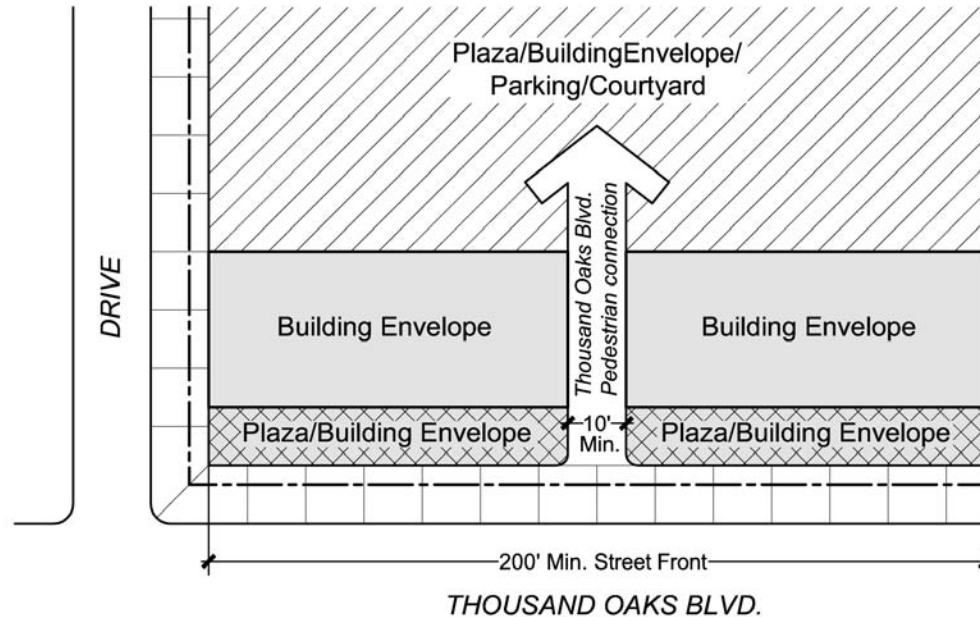 Plaza/BuildingEnvelope/
Parking/Courtyard
DRIVE
Building Envelope
Thousand Oaks Blvd.
Pedestrian connection
Building Envelope
Plaza/Building Envelope
10'
Min.
Plaza/Building Envelope
200' Min. Street Front
THOUSAND OAKS BLVD.